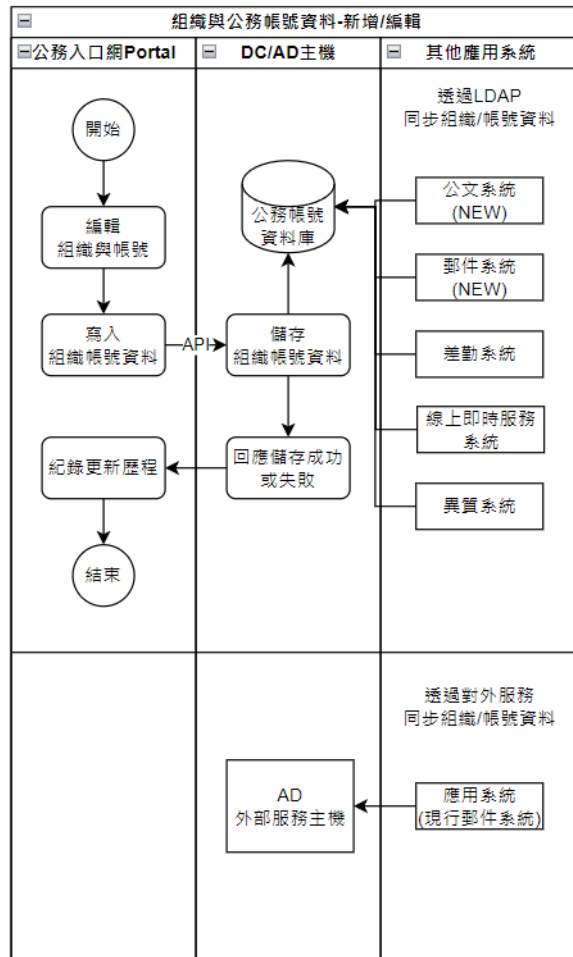 組織與公務帳號資料-新增/編輯
公務入口網Portal
DC/AD主機
其他應用系統
透過LDAP
同步組織/帳號資料
開始
公務帳號
資料庫
公文系統
(NEW)
編輯
組織與帳號
郵件系統
(NEW)
寫入
組織帳號資料
API
儲存
組織帳號資料
差勤系統
線上即時服務
系統
紀錄更新歷程
回應儲存成功
或失敗
異質系統
結束
透過對外服務
同步組織/帳號資料
AD
外部服務主機
應用系統
(現行郵件系統)